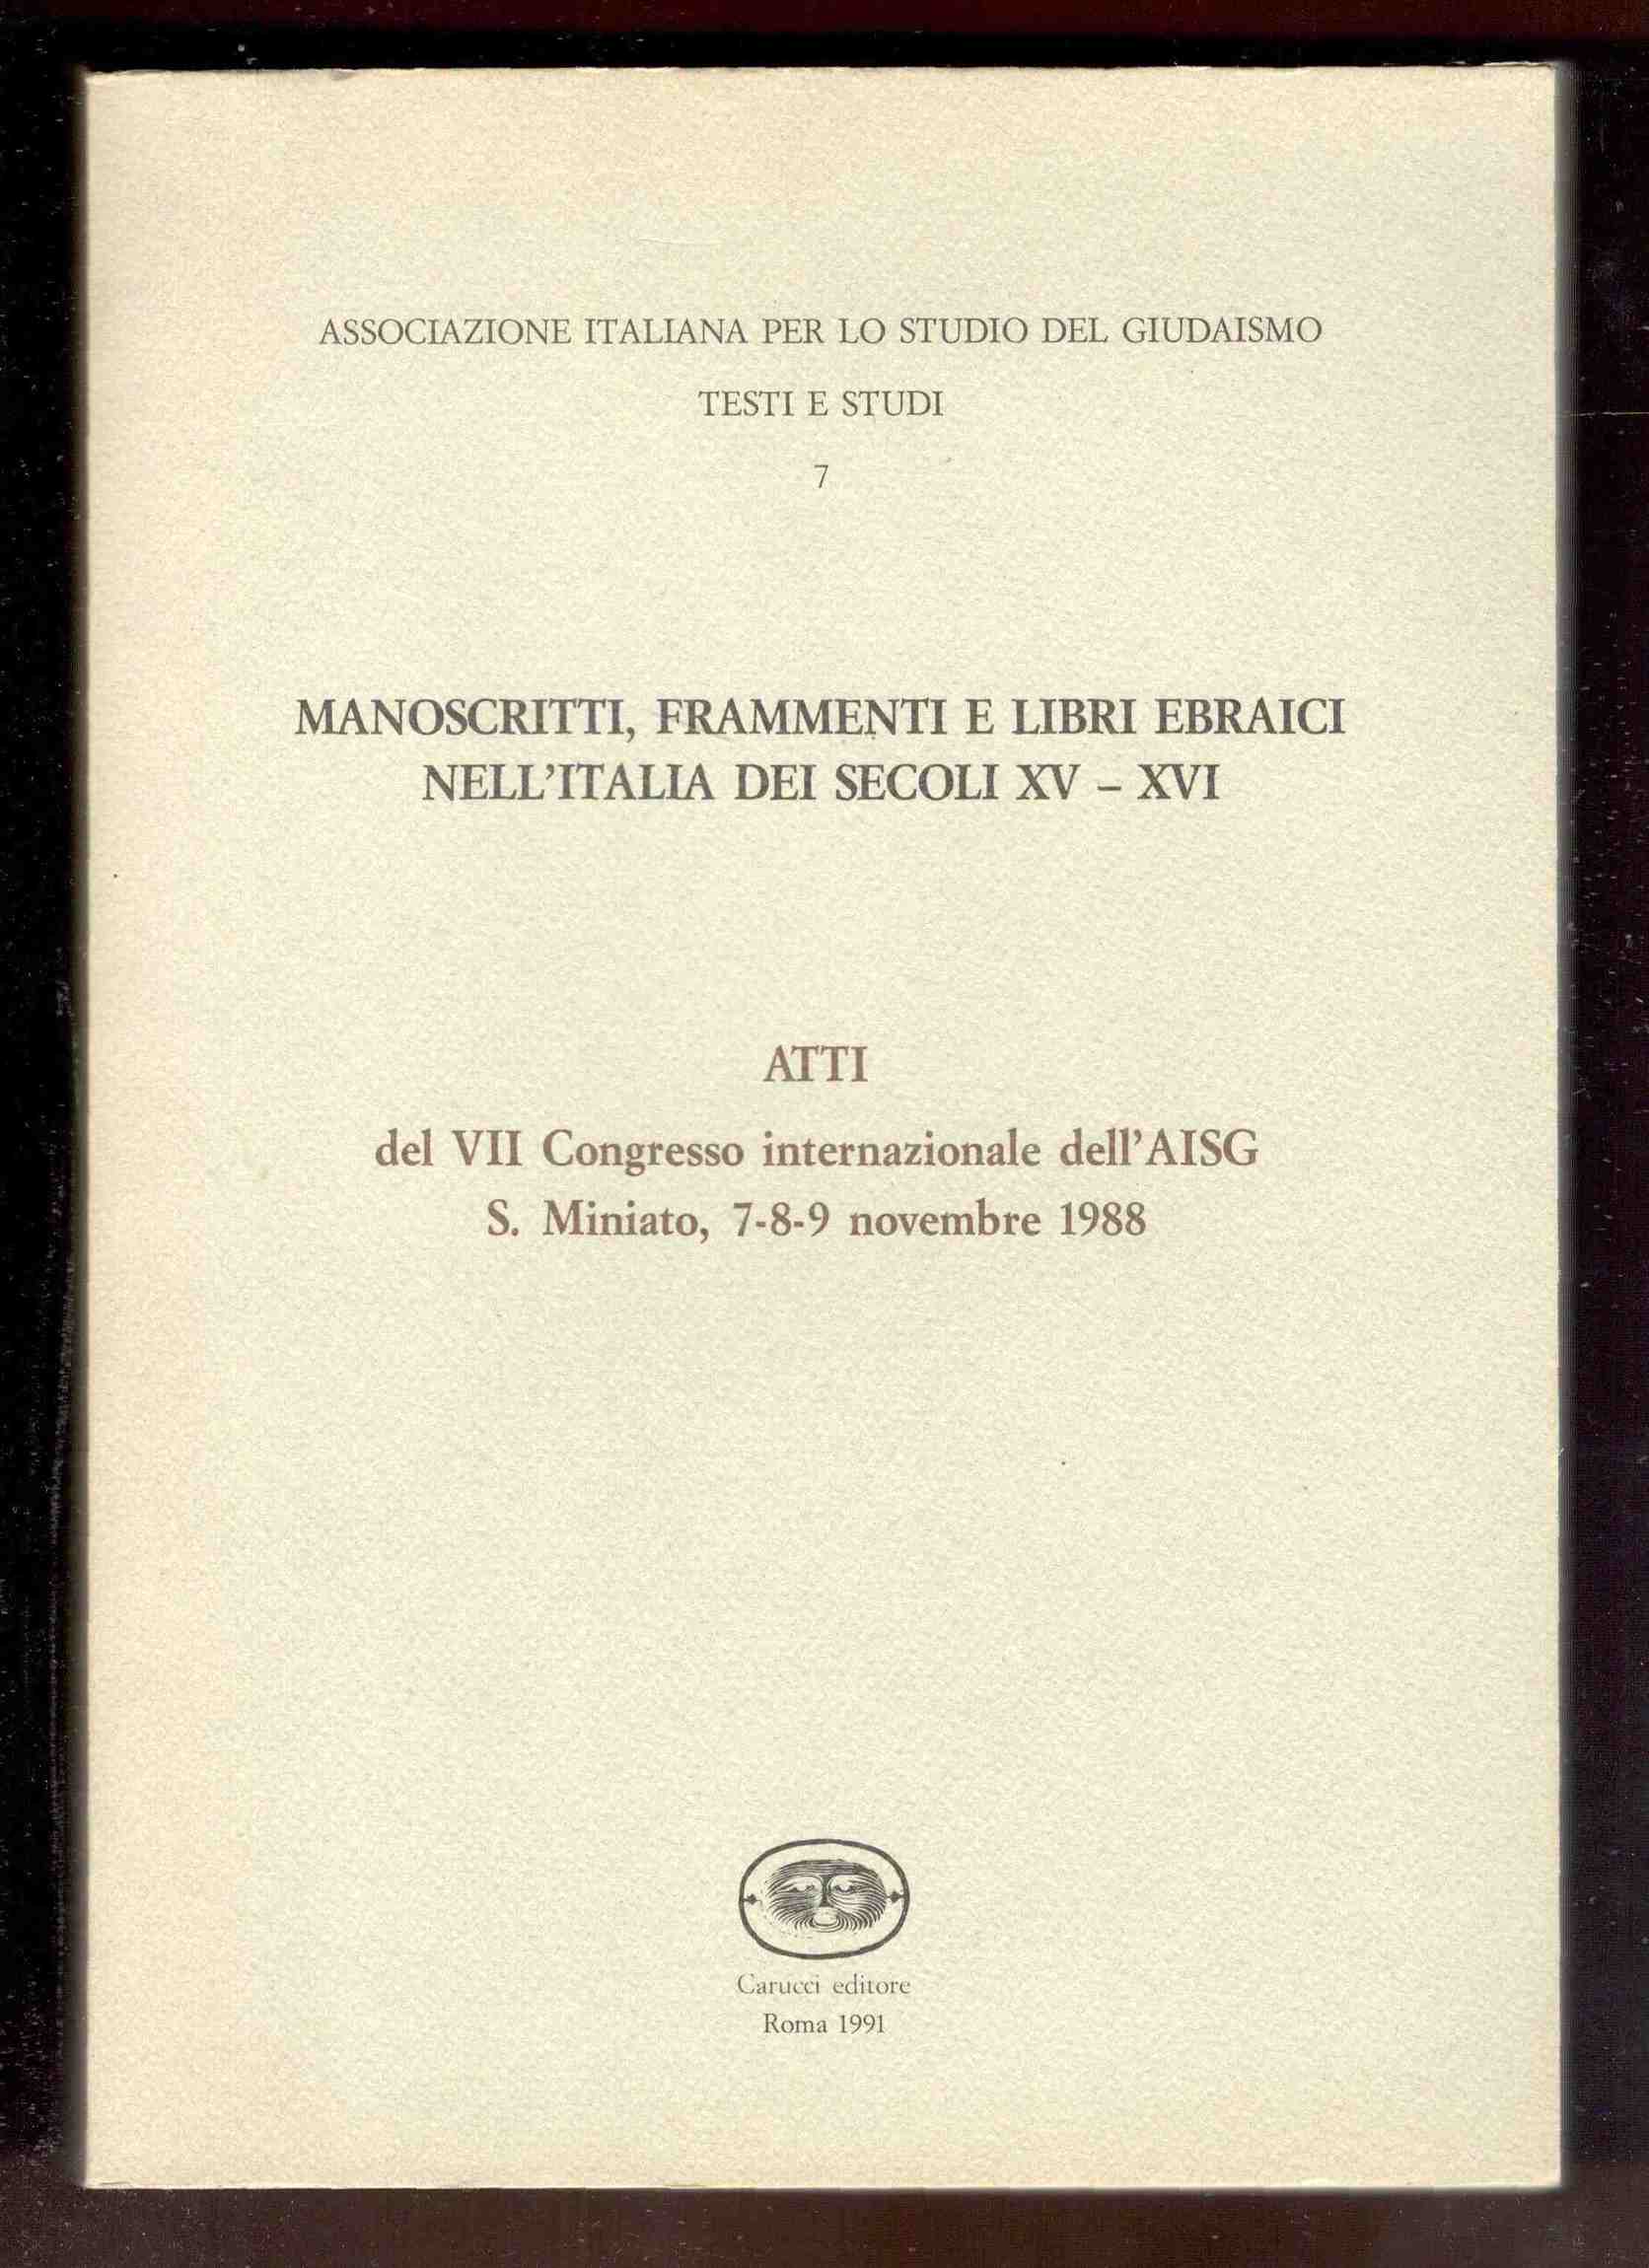 ASSOCIAZIONE ITALIANA PER LO STUDIO DEL GIUDAISMO
TESTI E STUDI
7
MANOSCRITTI, FRAMMENTI E LIBRI EBRAICI
NELL'ITALIA DEI SECOLI XV – XVI
ATTI
del VII Congresso internazionale dell'AISG
S. Miniato, 7-8-9 novembre 1988
Carucci editore
Roma 1991